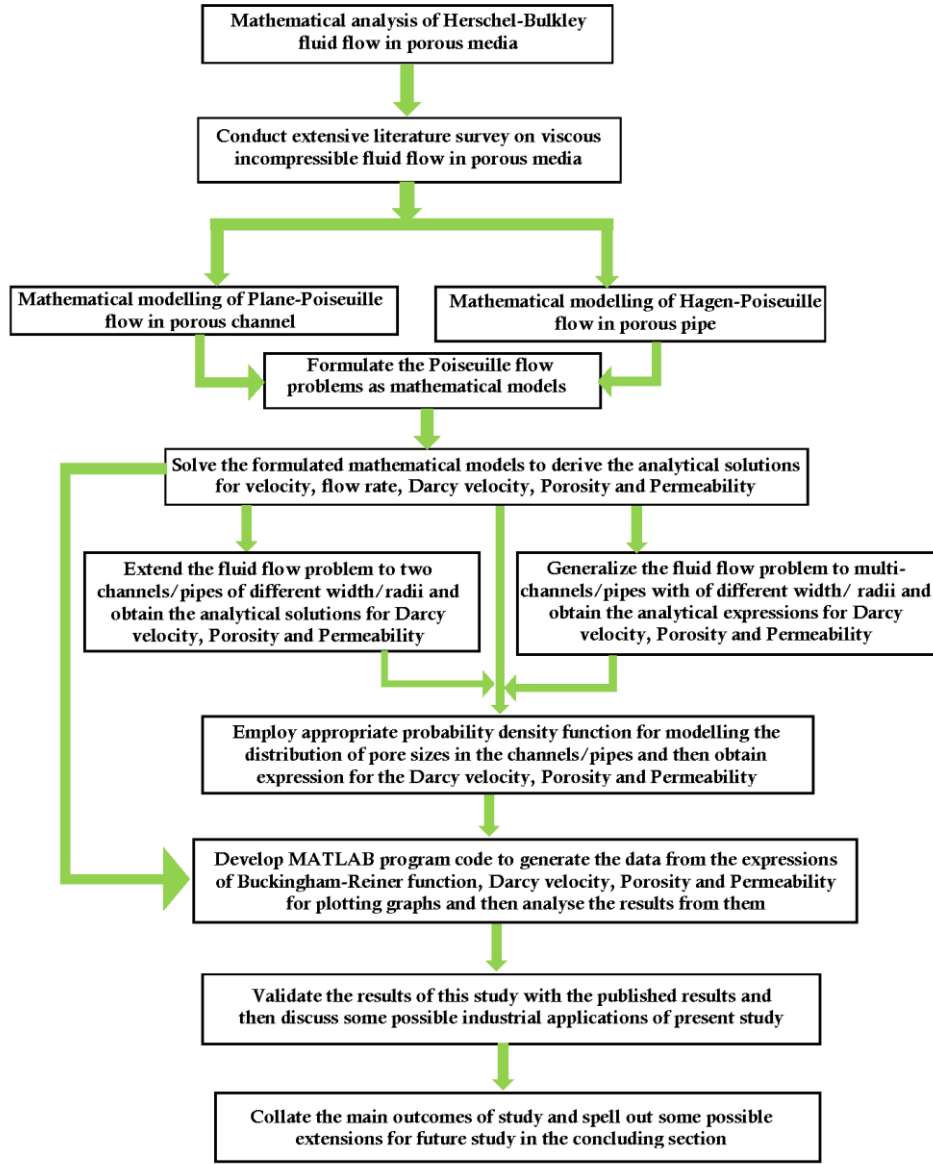 Mathematical analysis of Herschel-Bulkley
fluid flow in porous media
Conduct extensive literature survey on viscous
incompressible fluid flow in porous media
Mathematical modelling of Plane-Poiseuille
flow in porous channel
Mathematical modelling of Hagen-Poiseuille
flow in porous pipe
Formulate the Poiseuille flow
problems as mathematical models
Solve the formulated mathematical models to derive the analytical solutions
for velocity, flow rate, Darcy velocity, Porosity and Permeability
Extend the fluid flow problem to two
channels/pipes of different width/radii and
obtain the analytical solutions for Darcy
velocity, Porosity and Permeability
Generalize the fluid flow problem to multi-
channels/pipes with of different width/ radii and
obtain the analytical expressions for Darcy
velocity, Porosity and Permeability
Employ appropriate probability density function for modelling the
distribution of pore sizes in the channels/pipes and then obtain
expression for the Darcy velocity, Porosity and Permeability
Develop MATLAB program code to generate the data from the expressions
of Buckingham-Reiner function, Darcy velocity, Porosity and Permeability
for plotting graphs and then analyse the results from them
Validate the results of this study with the published results and
then discuss some possible industrial applications of present study
Collate the main outcomes of study and spell out some possible
extensions for future study in the concluding section